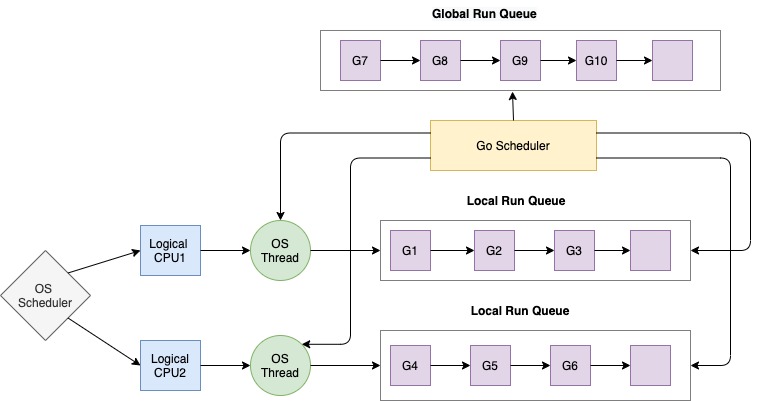 Global Run Queue
G7
G8
G9
G10
Go Scheduler
Local Run Queue
Logical
CPU1
OS
Thread
G1
G2
G3
OS
Scheduler
Local Run Queue
Logical
CPU2
OS
Thread
G4
G5
G6